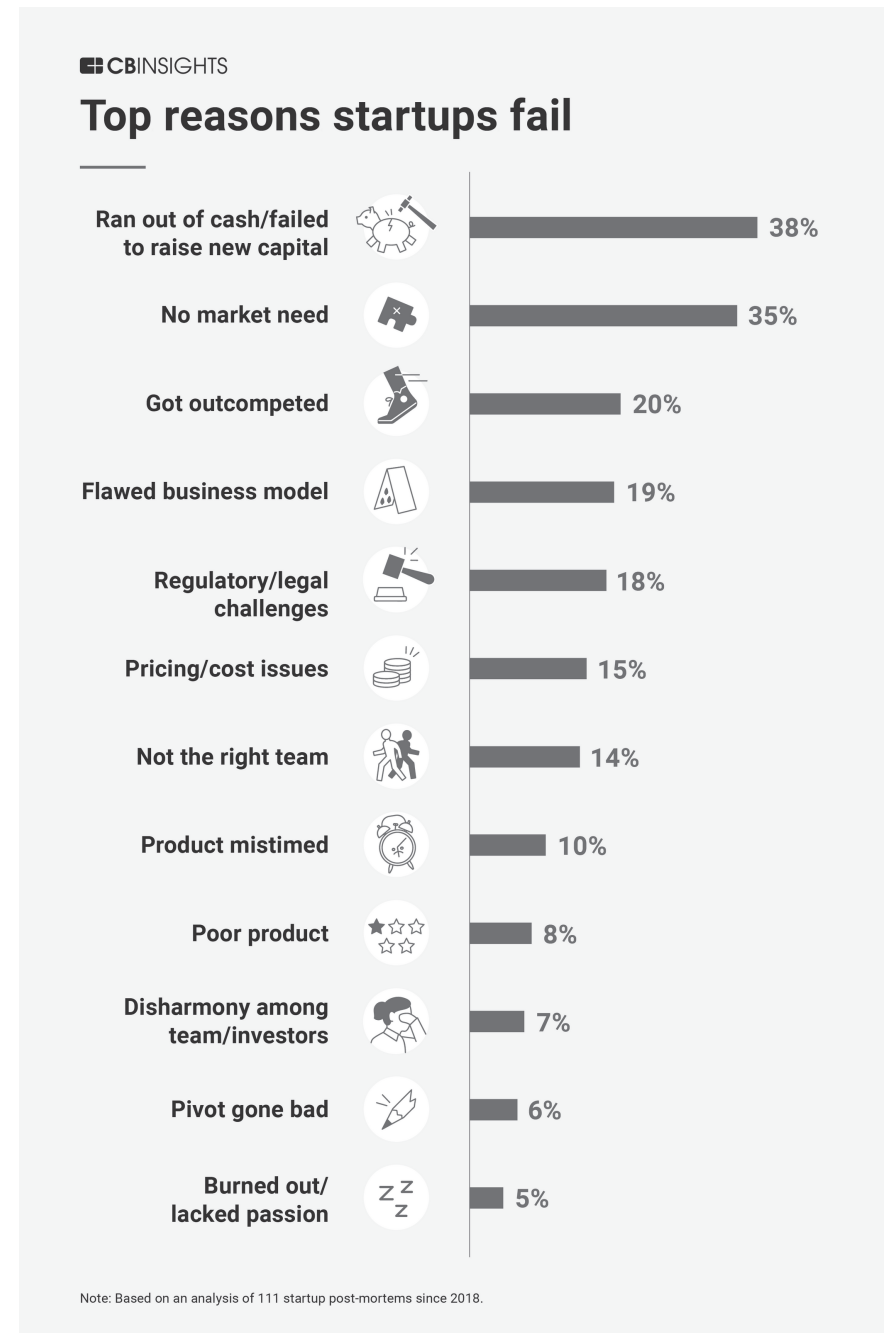 CBINSIGHTS
Top reasons startups fail
Ran out of cash/failed
to raise new capital
38%
No market need
35%
Got outcompeted
20%
Flawed business model
19%
Regulatory/legal
challenges
18%
Pricing/cost issues
15%
Not the right team
14%
Product mistimed
10%
Poor product
8%
Disharmony among
team/investors
7%
Pivot gone bad
6%
Burned out/
lacked passion
Z Z
Z
5%
Note: Based on an analysis of 111 startup post-mortems since 2018.